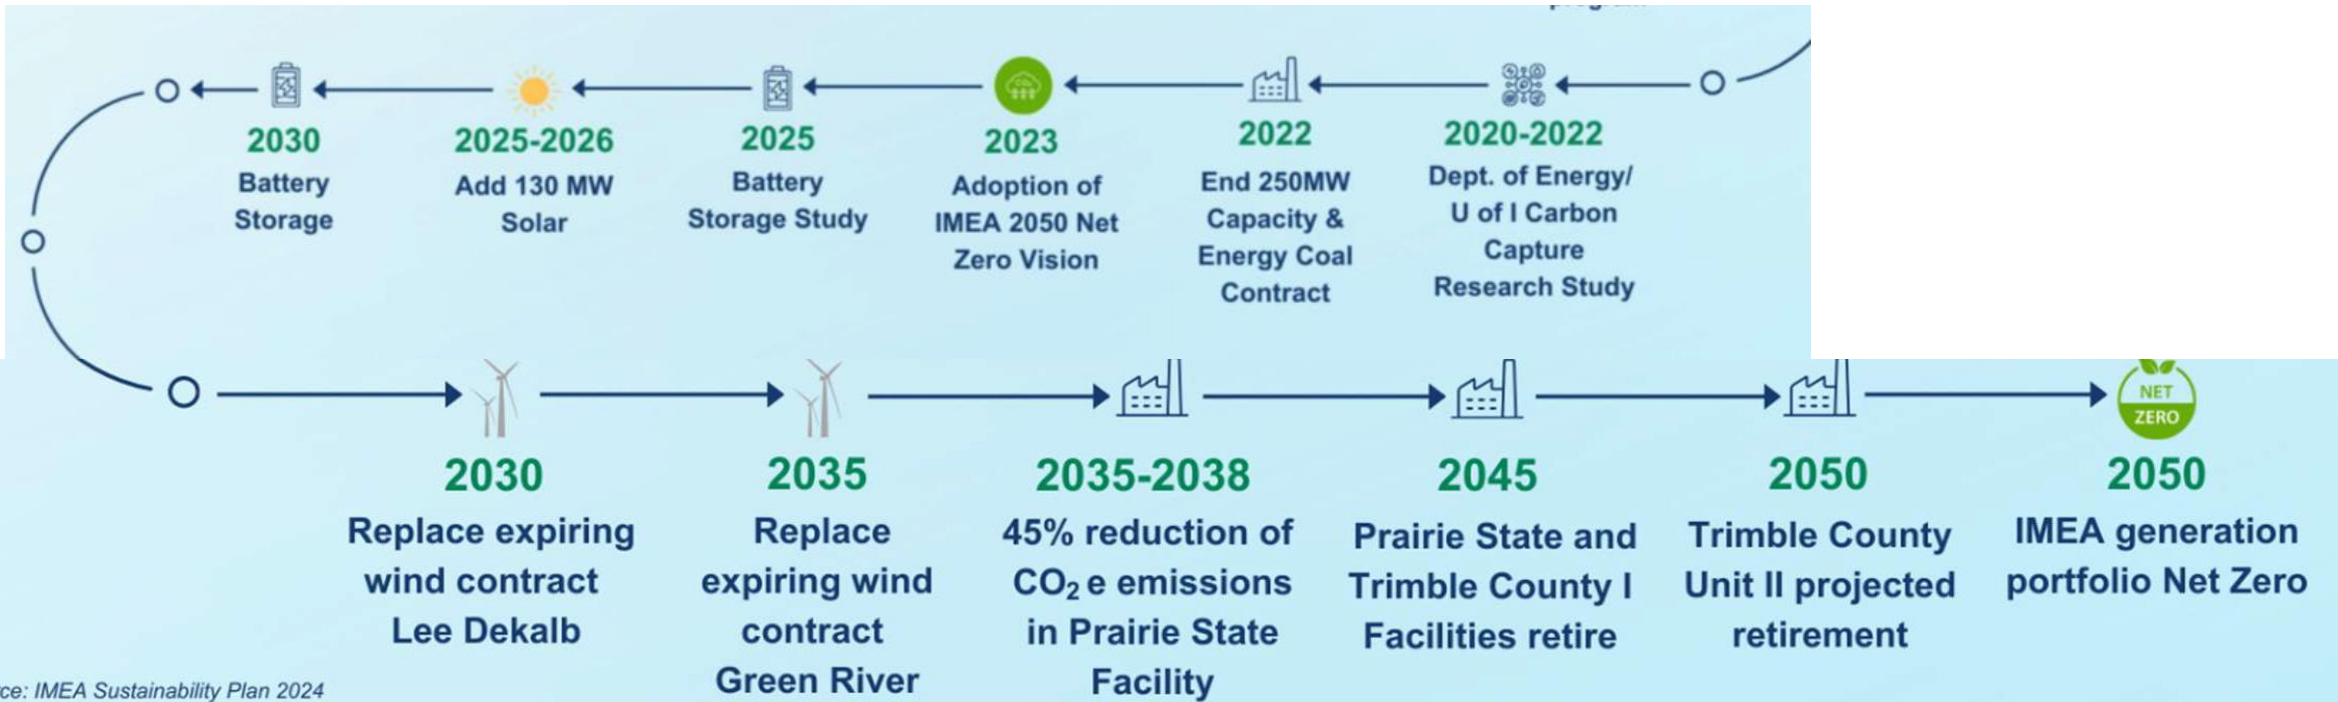 2030
Battery
Storage
2025-2026
Add 130 MW
Solar
2025
Battery
Storage Study
2023
Adoption of
IMEA 2050 Net
Zero Vision
2022
End 250MW
Capacity &
Energy Coal
Contract
2020-2022
Dept. of Energy/
U of I Carbon
Capture
Research Study
2030
Replace expiring
wind contract
Lee Dekalb
2035
Replace
expiring wind
contract
Green River
2035-2038
45% reduction of
CO₂ e emissions
in Prairie State
Facility
2045
Prairie State and
Trimble County I
Facilities retire
2050
Trimble County
Unit II projected
retirement
NET
ZERO
2050
IMEA generation
portfolio Net Zero
ce: IMEA Sustainability Plan 2024